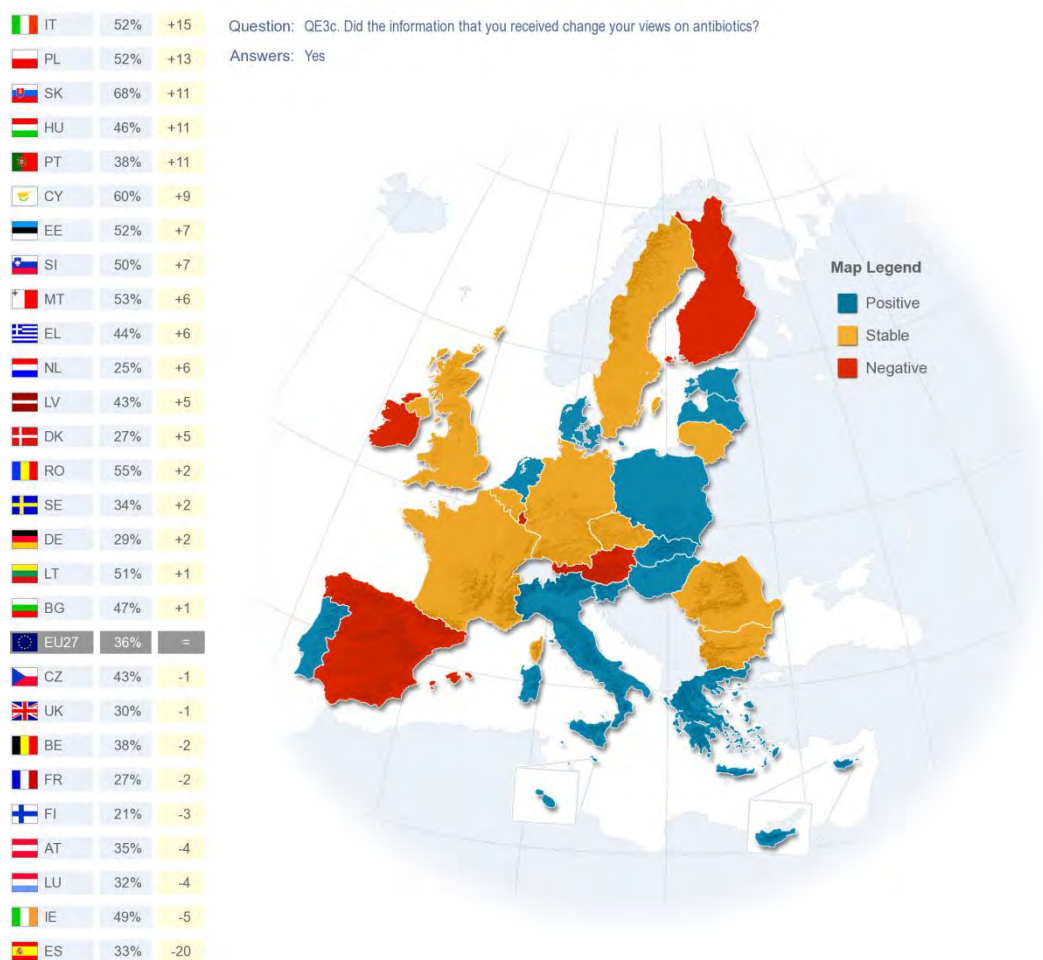 IT 52% +15
PL 52% +13
SK 68% +11
HU 46% +11
PT 38% +11
CY 60% +9
EE 52% +7
SI 50% +7
MT 53% +6
EL 44% +6
NL 25% +6
LV 43% +5
DK 27% +5
RO 55% +2
SE 34% +2
DE 29% +2
LT 51% +1
BG 47% +1
EU27 36% =
CZ 43% -1
UK 30% -1
BE 38% -2
FR 27% -2
FI 21% -3
AT 35% -4
LU 32% -4
IE 49% -5
ES 33% -20
Question: QE3c. Did the information that you received change your views on antibiotics?
Answers: Yes
Map Legend
Positive
Stable
Negative